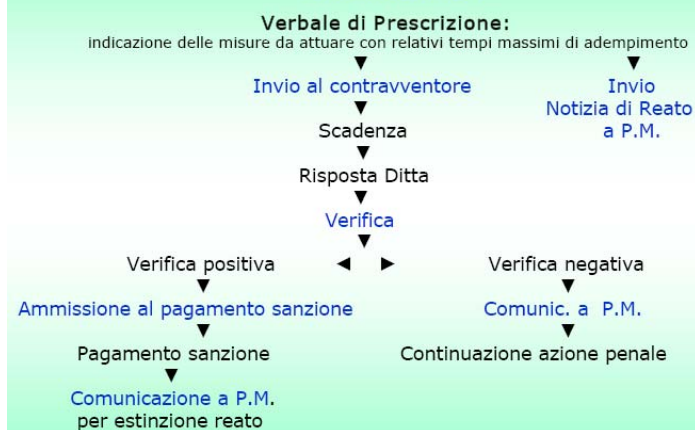 Verbale di Prescrizione:
indicazione delle misure da attuare con relativi tempi massimi di adempimento
Invio al contravventore
Invio
Notizia di Reato
a P.M.
Scadenza
Risposta Ditta
Verifica
Verifica positiva
Verifica negativa
Ammissione al pagamento sanzione
Comunic. a P.M.
Pagamento sanzione
Continuazione azione penale
Comunicazione a P.M.
per estinzione reato